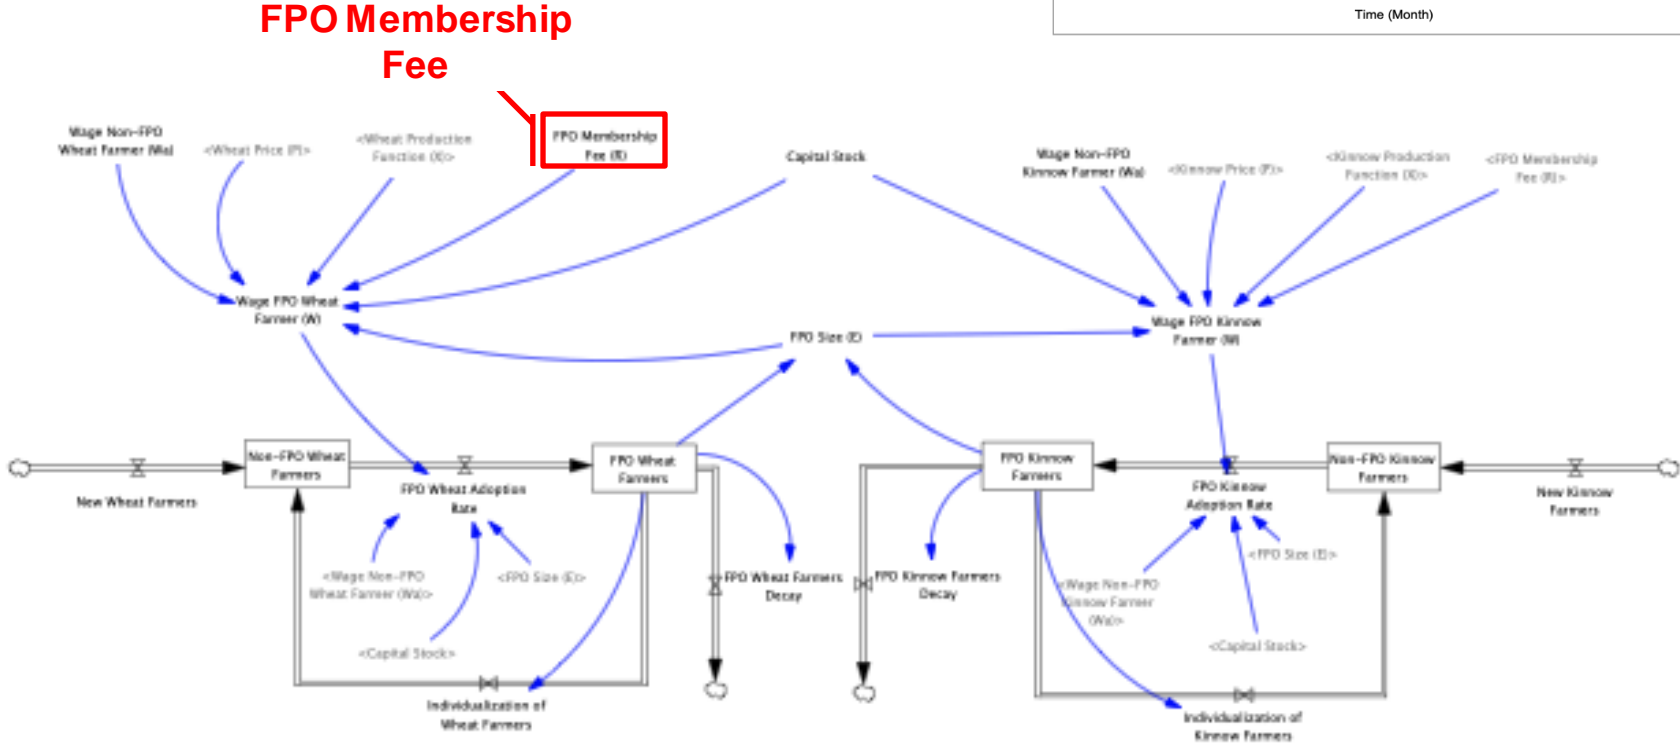 FPO Membership
Fee
Time (Month)
Wage Non-FPO
Wheat Farmer (Wa)
<Wheat Price (P)>
<Wheat Production
Function (X)>
FPO Membership
Fee (R)
Capital Stock
Wage Non-FPO
Kinnow Farmer (Wa)
<Kinnow Price (P)>
<Kinnow Production
Function (X)>
<FPO Membership
Fee (R)>
Wage FPO Wheat
Farmer (W)
FPO Size (E)
Wage FPO Kinnow
Farmer (W)
New Wheat Farmers
Non-FPO Wheat
Farmers
FPO Wheat Adoption
Rate
FPO Wheat
Farmers
FPO Kinnow
Farmers
FPO Kinnow
Adoption Rate
Non-FPO Kinnow
Farmers
New Kinnow
Farmers
<Wage Non-FPO
Wheat Farmer (Wa)>
<FPO Size (E)>
<Capital Stock>
FPO Wheat Farmers
Decay
FPO Kinnow Farmers
Decay
<Wage Non-FPO
Kinnow Farmer
(Wa)>
<FPO Size (E)>
<Capital Stock>
Individualization of
Wheat Farmers
Individualization of
Kinnow Farmers